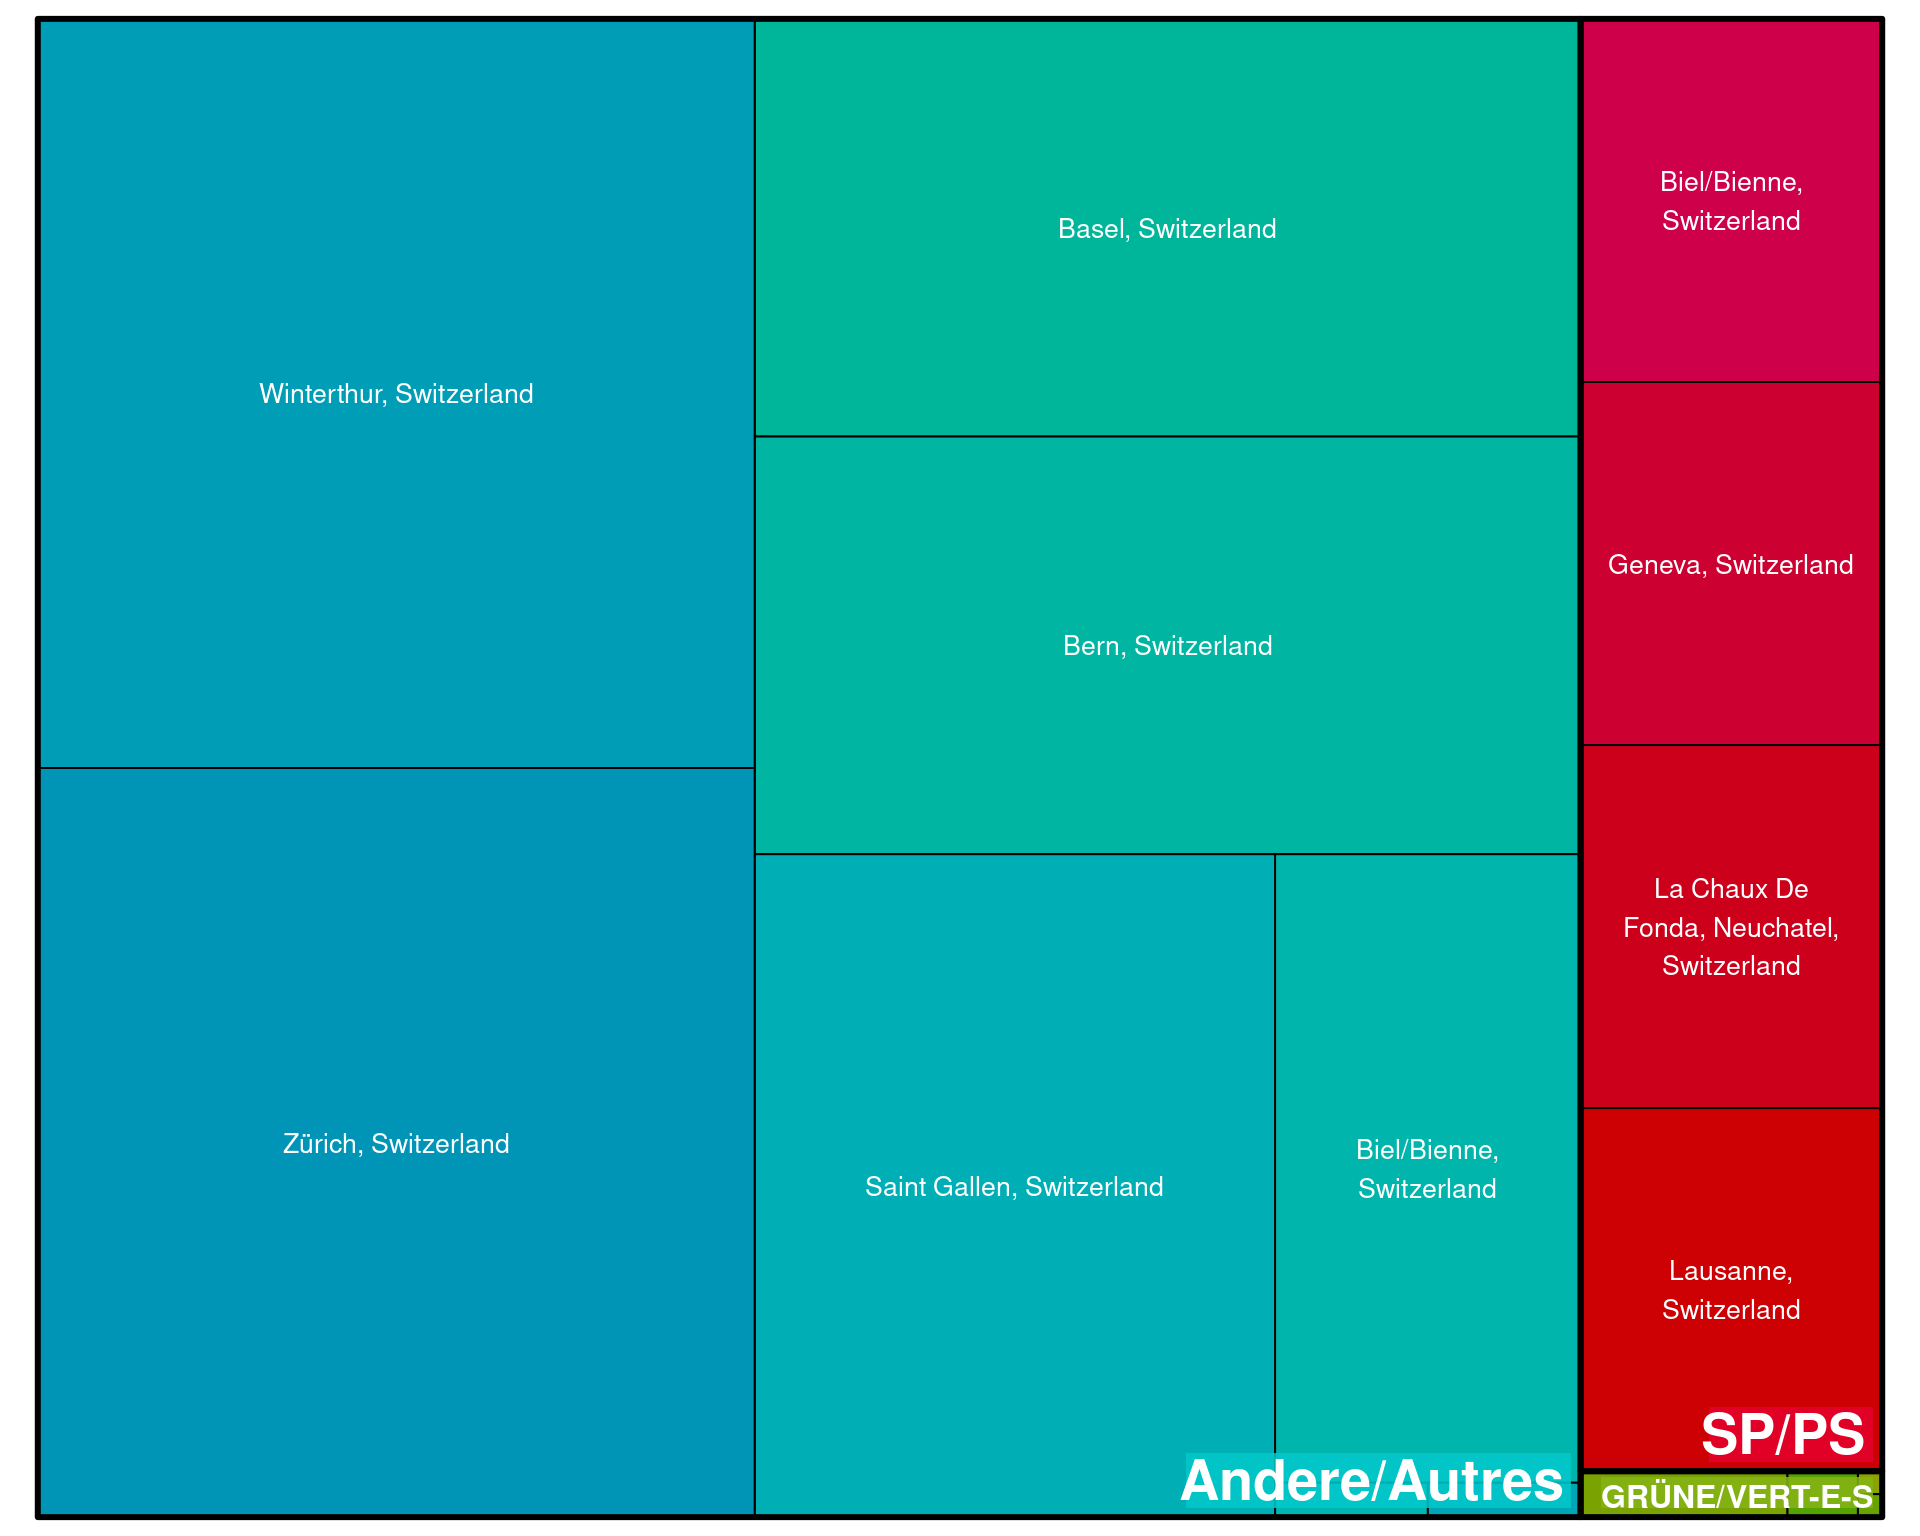 Winterthur, Switzerland
Zürich, Switzerland
Basel, Switzerland
Bern, Switzerland
Saint Gallen, Switzerland
Biel/Bienne,
Switzerland
Andere/Autres
Biel/Bienne,
Switzerland
Geneva, Switzerland
La Chaux De
Fonda, Neuchatel,
Switzerland
Lausanne,
Switzerland
SP/PS
GRÜNE/VERT-E-S